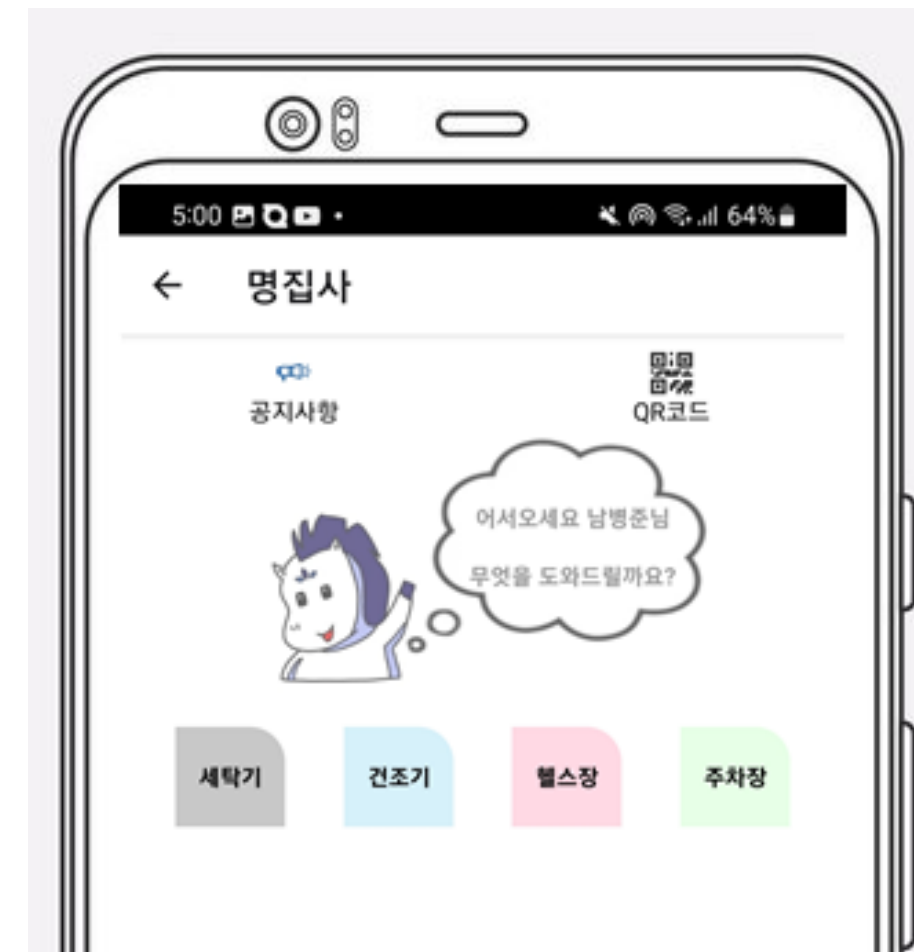 5:00
64%
명집사
공지사항
QR코드
어서오세요 남병준님
무엇을 도와드릴까요?
세탁기
건조기
헬스장
주차장